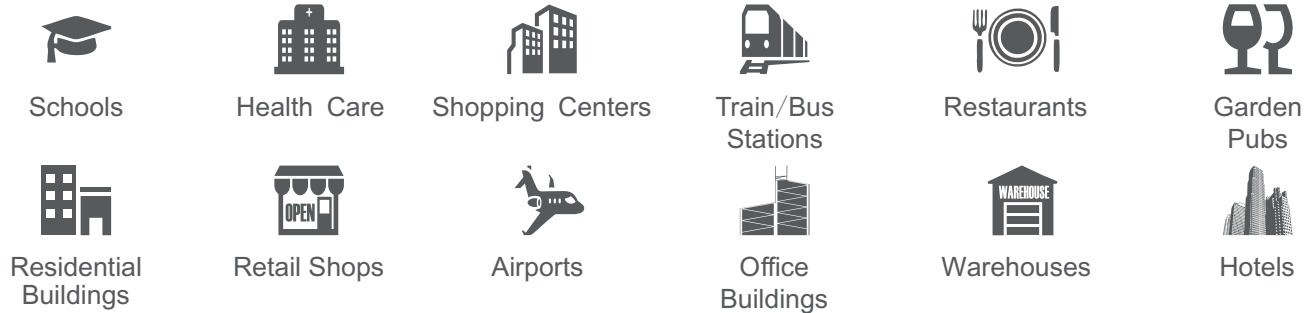 Schools
Health Care
Shopping Centers
Train/Bus
Stations
Restaurants
Garden
Pubs
OPEN
WAREHOUSE
Residential
Buildings
Retail Shops
Airports
Office
Buildings
Warehouses
Hotels